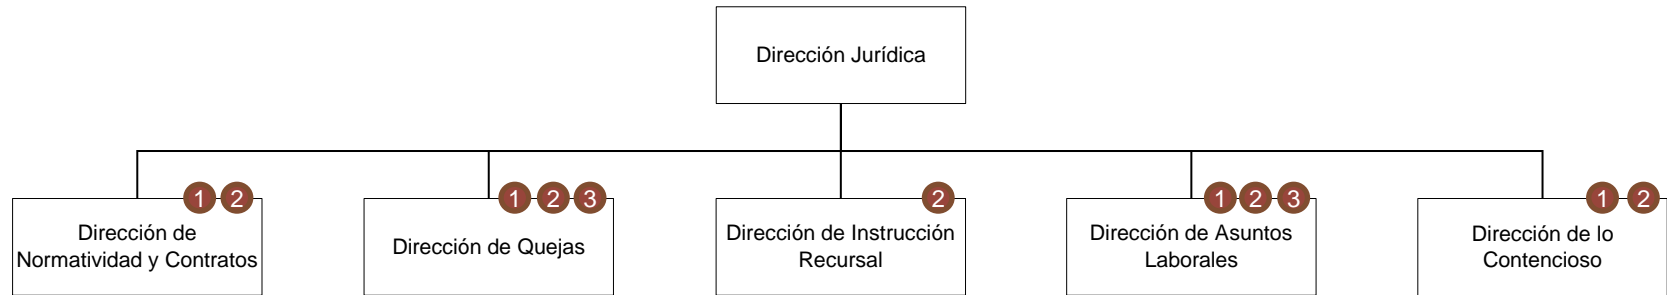 Dirección Jurídica
1 2
1 2 3
2
1 2 3
1 2
Dirección de
Normatividad y Contratos
Dirección de Quejas
Dirección de Instrucción
Recursal
Dirección de Asuntos
Laborales
Dirección de lo
Contencioso